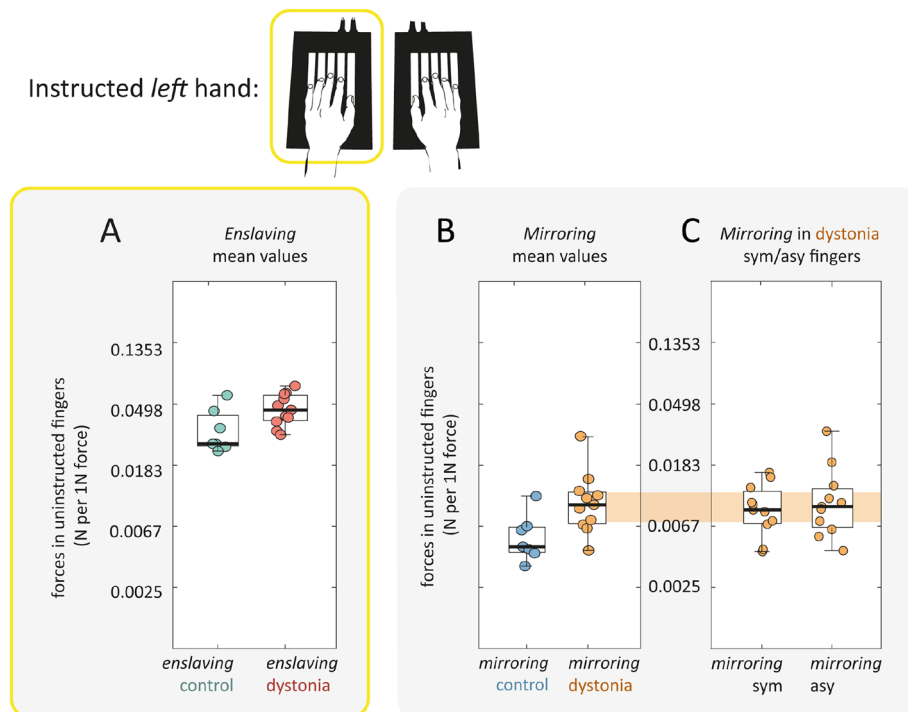 Instructed left hand:
A
Enslaving
mean values
B
Mirroring
mean values
C
Mirroring in dystonia
sym/asy fingers
forces in uninstructed fingers
(N per 1N force)
0.1353
0.0498
0.0183
0.0067
0.0025
enslaving
control
enslaving
dystonia
forces in uninstructed fingers
(N per 1N force)
mirroring
control
mirroring
dystonia
0.1353
0.0498
0.0183
0.0067
0.0025
mirroring
sym
mirroring
asy